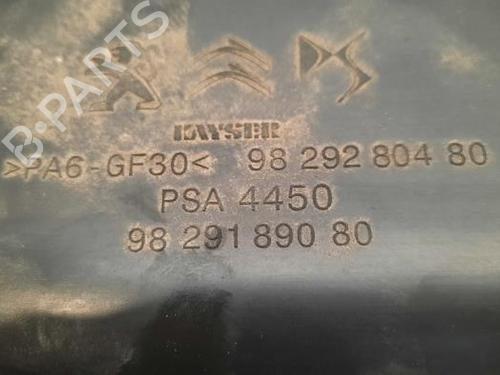 KAYSER
>PA6-GF30< 98 292 804 80
PSA 4450
98 291 890 80
B-PARTS